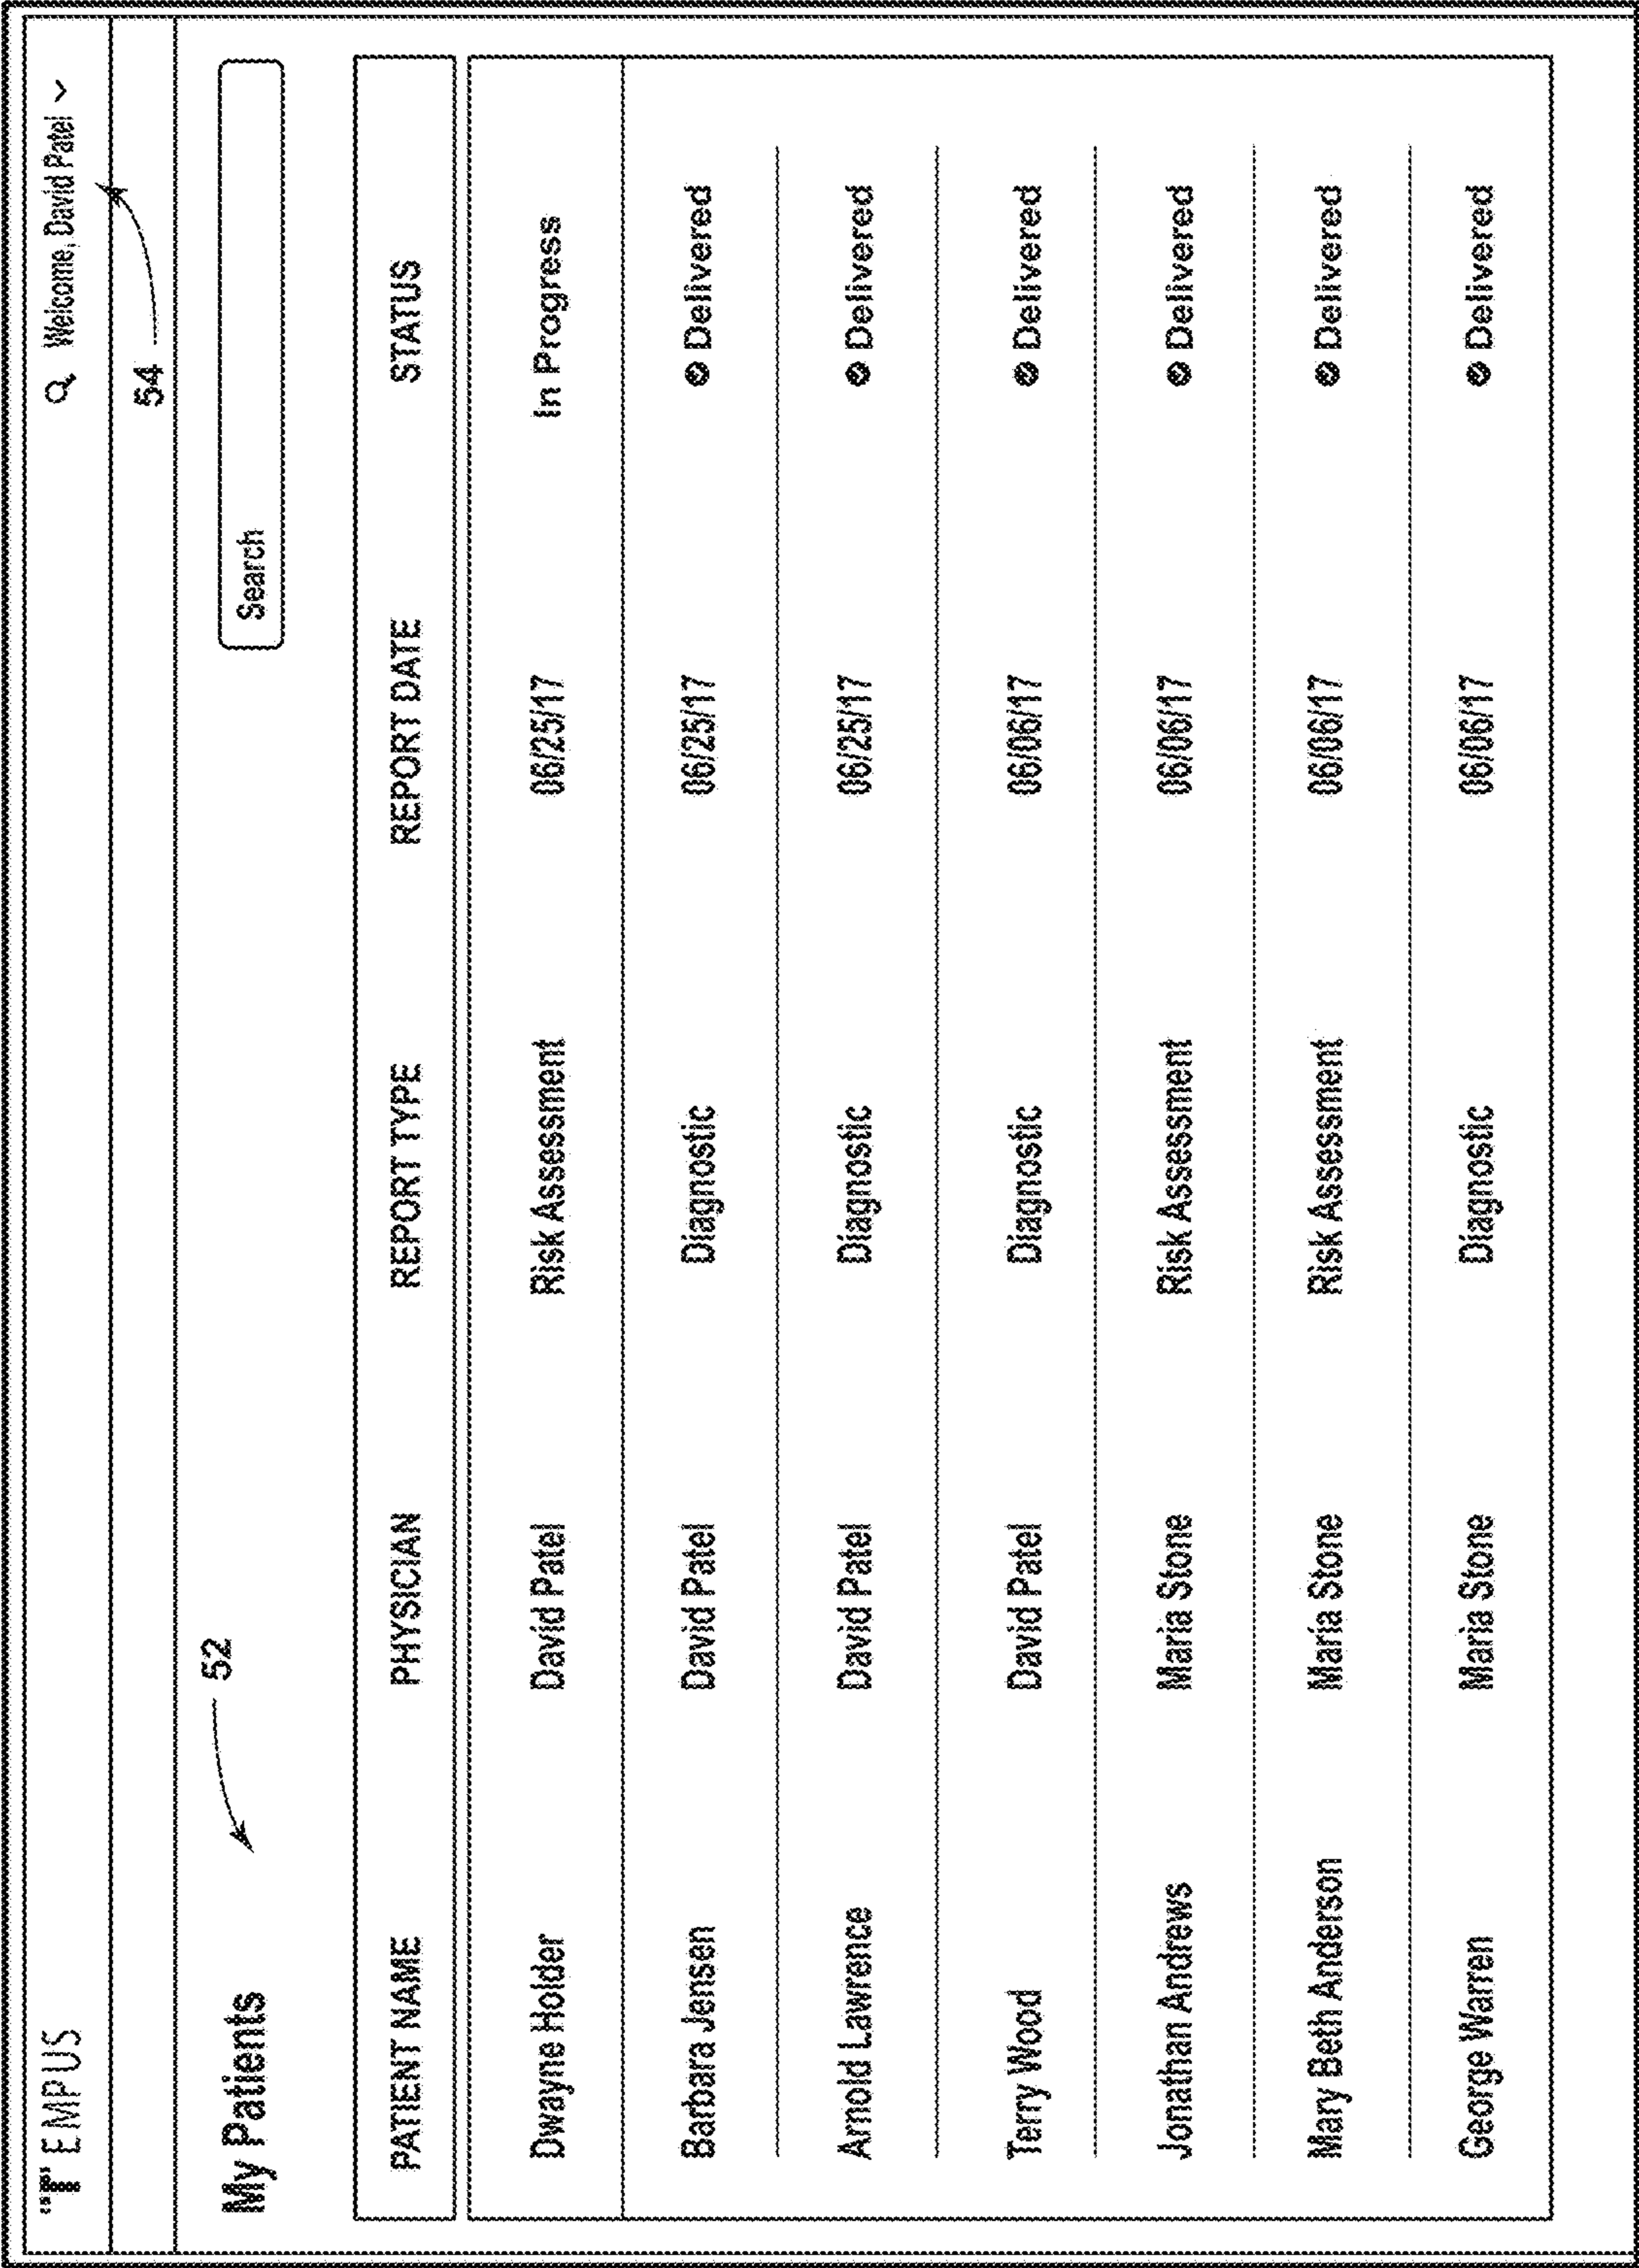 TEMPUS Welcome, David Patel
54
My Patients 52 Search
PATIENT NAME PHYSICIAN REPORT TYPE REPORT DATE STATUS
Dwayne Holder David Patel Risk Assessment 06/25/17 In Progress
Barbara Jensen David Patel Diagnostic 06/25/17 Delivered
Arnold Lawrence David Patel Diagnostic 06/25/17 Delivered
Terry Wood David Patel Diagnostic 06/06/17 Delivered
Jonathan Andrews Maria Stone Risk Assessment 06/06/17 Delivered
Mary Beth Anderson Maria Stone Risk Assessment 06/06/17 Delivered
George Warren Maria Stone Diagnostic 06/06/17 Delivered